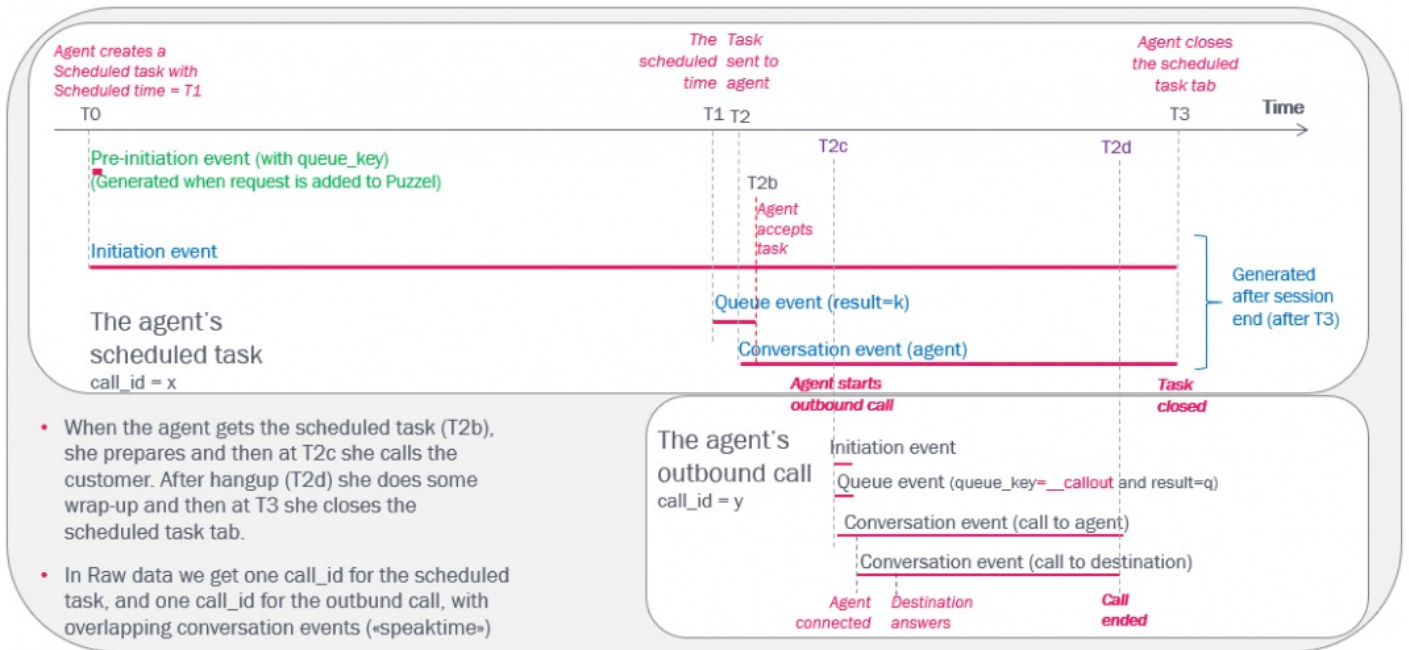 Agent creates a
Scheduled task with
Scheduled time = T1
The Task
scheduled sent to
time agent
Agent closes
the scheduled
task tab
T0
T1 T2
T3
Time
T2c
T2d
Pre-initiation event (with queue_key)
(Generated when request is added to Puzzel)
T2b
Agent
accepts
task
Initiation event
Queue event (result=k)
Generated
after session
end (after T3)
The agent's
scheduled task
call_id = x
Conversation event (agent)
Agent starts
outbound call
Task
closed
• When the agent gets the scheduled task (T2b),
she prepares and then at T2c she calls the
customer. After hangup (T2d) she does some
wrap-up and then at T3 she closes the
scheduled task tab.
• In Raw data we get one call_id for the scheduled
task, and one call_id for the outbund call, with
overlapping conversation events («speaktime»)
The agent's
outbound call
call_id = y
Initiation event
Queue event (queue_key=__callout and result=q)
Conversation event (call to agent)
Conversation event (call to destination)
Agent
connected
Destination
answers
Call
ended